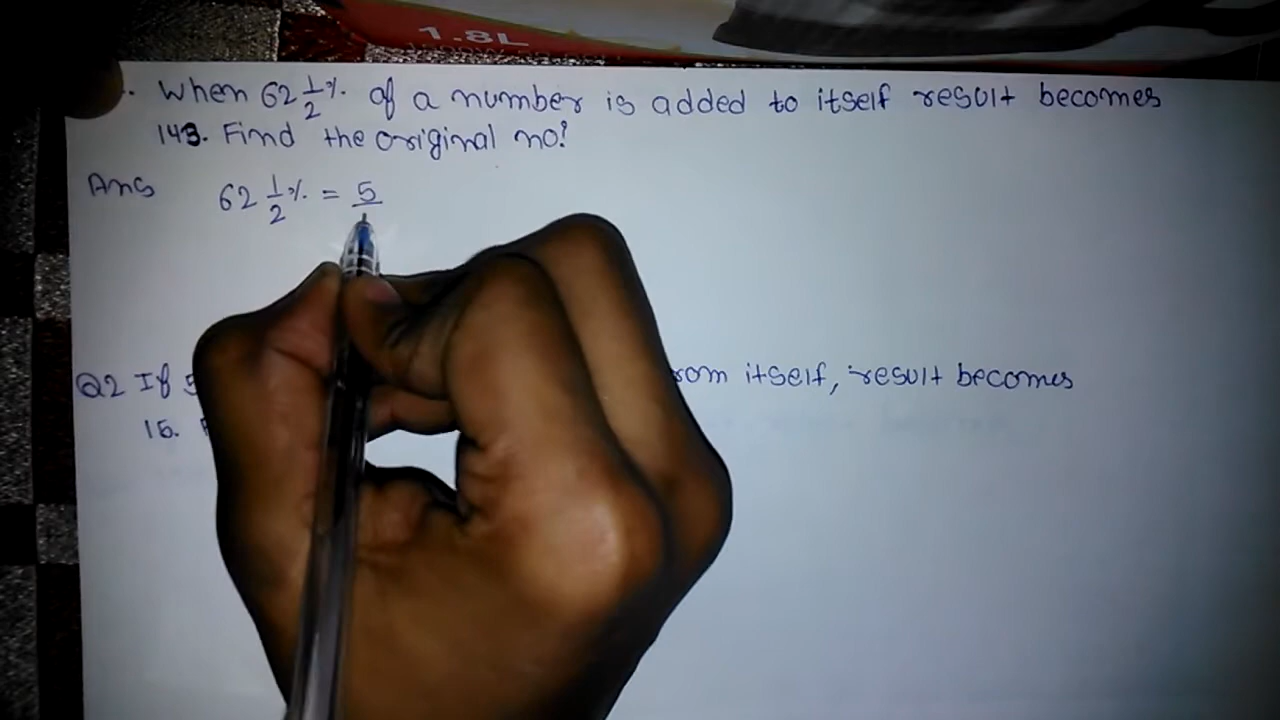 1.8L
. When 62 1/2 % of a number is added to itself result becomes
143. Find the original no?
Ans 62 1/2 % = 5
Q2 If 5 from itself, result becomes
16.